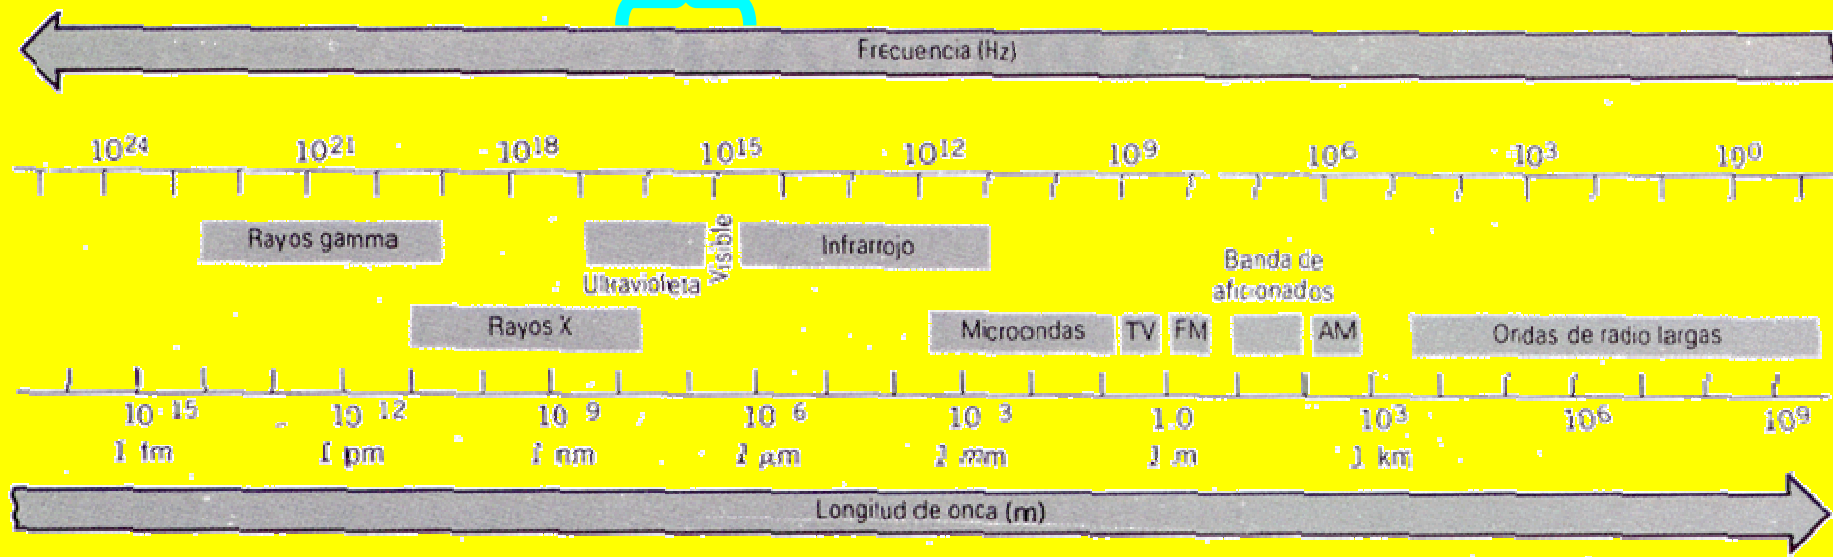 Frecuencia (Hz)
10²⁴ 10²¹ 10¹⁸ 10¹⁵ 10¹² 10⁹ 10⁶ 10³ 10⁰
Rayos gamma
Visible
Infrarrojo
Ultravioleta
Banda de
aficionados
Rayos X
Microondas
TV
FM
AM
Ondas de radio largas
10⁻¹⁵ 10⁻¹² 10⁻⁹ 10⁻⁶ 10⁻³ 1.0 10³ 10⁶ 10⁹
1 fm 1 pm 1 nm 1 μm 1 mm 1 m 1 km
Longitud de onca (m)